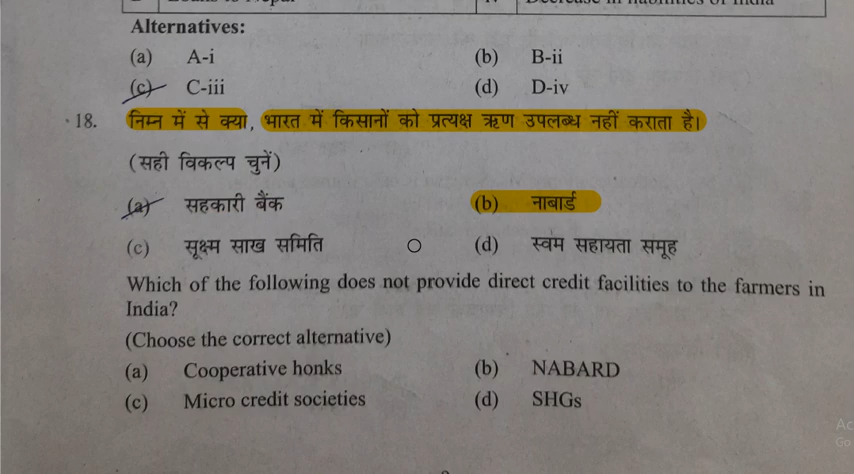 Alternatives:
(a) A-i (b) B-ii
(c) C-iii (d) D-iv
18. निम्न में से क्या, भारत में किसानों को प्रत्यक्ष ऋण उपलब्ध नहीं कराता है।
(सही विकल्प चुनें)
(a) सहकारी बैंक (b) नाबार्ड
(c) सूक्ष्म साख समिति (d) स्वम सहायता समूह
Which of the following does not provide direct credit facilities to the farmers in
India?
(Choose the correct alternative)
(a) Cooperative honks (b) NABARD
(c) Micro credit societies (d) SHGs